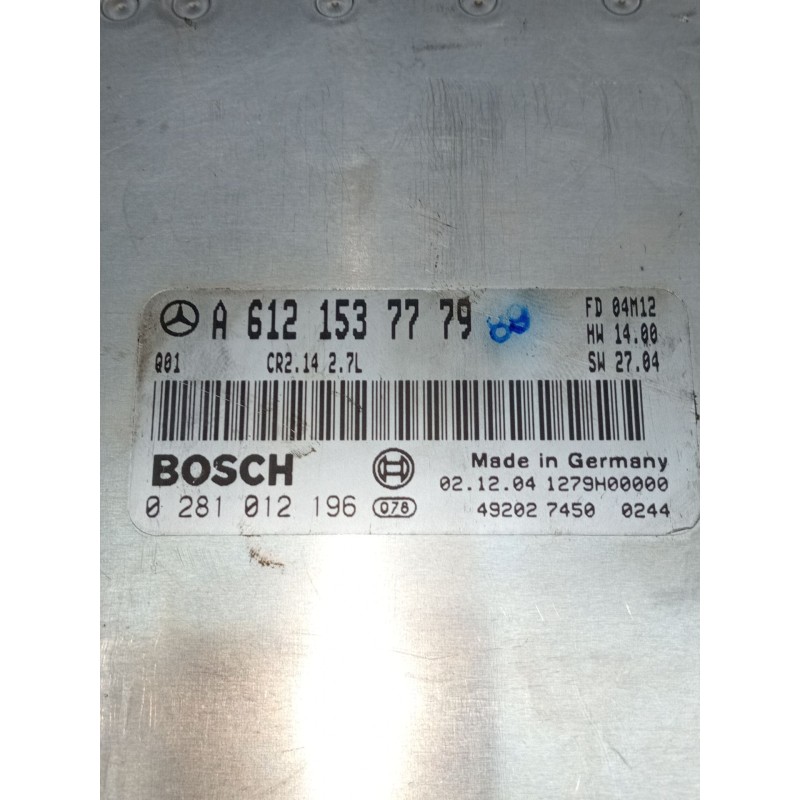 A 612 153 77 79
FD 04M12
HW 14.00
Q01 CR2.14 2.7L SW 27.04
BOSCH
Made in Germany
02.12.04 1279H00000
0 281 012 196 078
49202 7450 0244